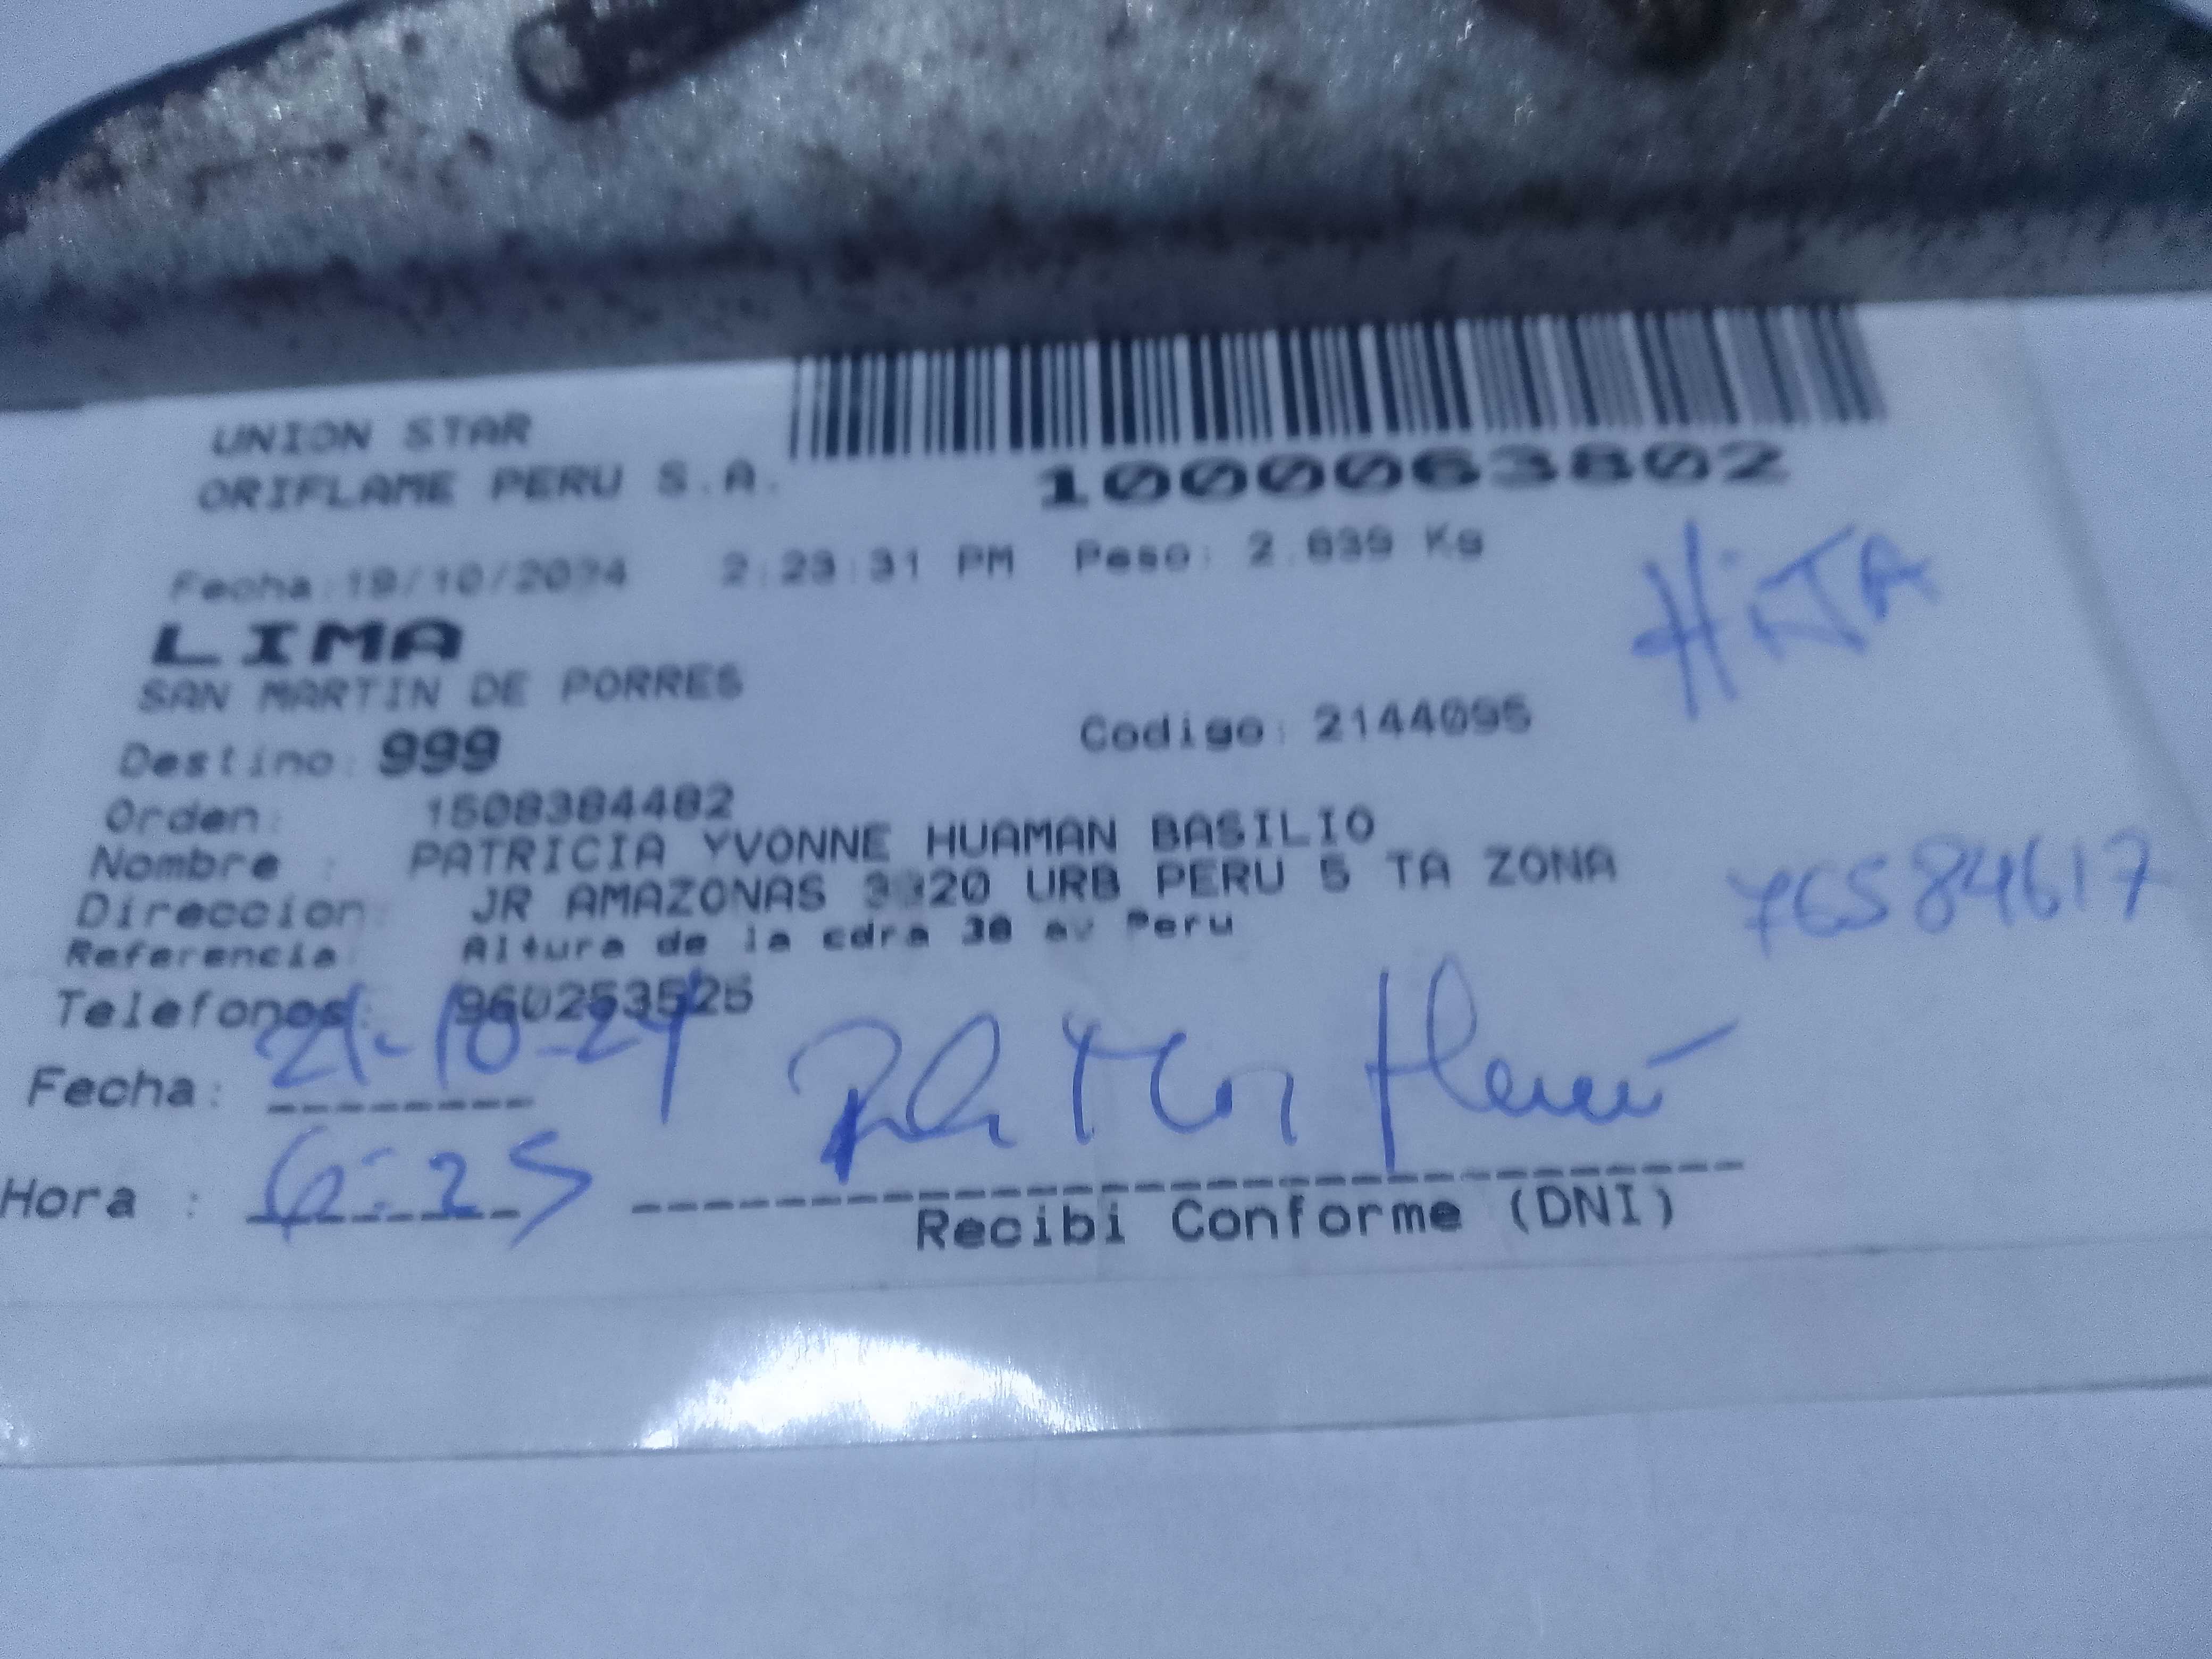 UNION STAR
ORIFLAME PERU S.A.
1000063802
Fecha:19/10/2024 2:23:31 PM Peso: 2.639 Kg
HiJA
LIMA
SAN MARTIN DE PORRES
Destino: 999 Codigo: 2144095
Orden: 1508384482
Nombre : PATRICIA YVONNE HUAMAN BASILIO
Direccion: JR AMAZONAS 3320 URB PERU 5 TA ZONA
76584617
Referencia: Altura de la cdra 30 av Peru
Telefonos: 960253525
Fecha: 21-10-24
Hora : 6:25
Recibi Conforme (DNI)